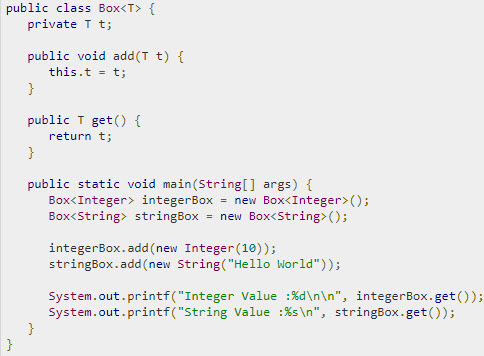 public class Box<T> {
private T t;
public void add(T t) {
this.t = t;
}
public T get() {
return t;
}
public static void main(String[] args) {
Box<Integer> integerBox = new Box<Integer>();
Box<String> stringBox = new Box<String>();
integerBox.add(new Integer(10));
stringBox.add(new String("Hello World"));
System.out.printf("Integer Value :%d\n\n", integerBox.get());
System.out.printf("String Value :%s\n", stringBox.get());
}
}